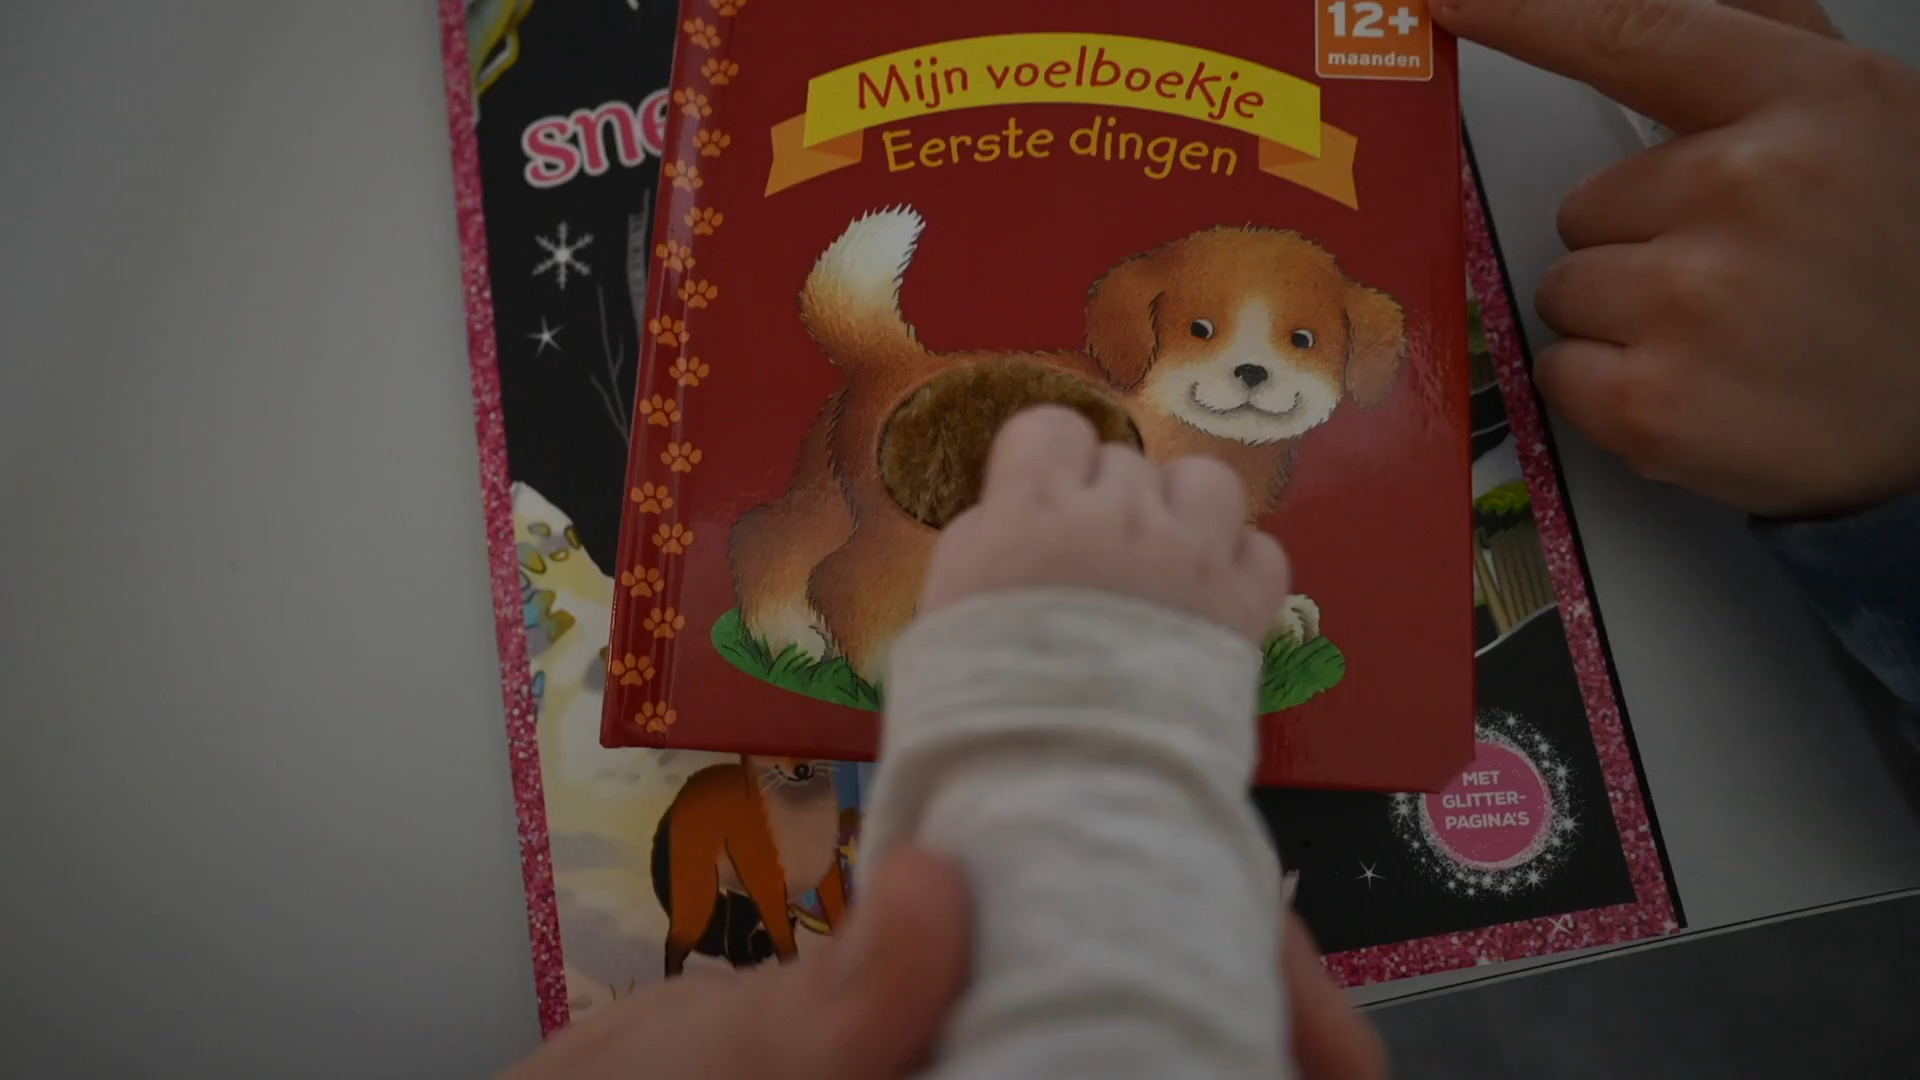 12+
maanden
Mijn voelboekje
Eerste dingen
MET
GLITTER-
PAGINA'S